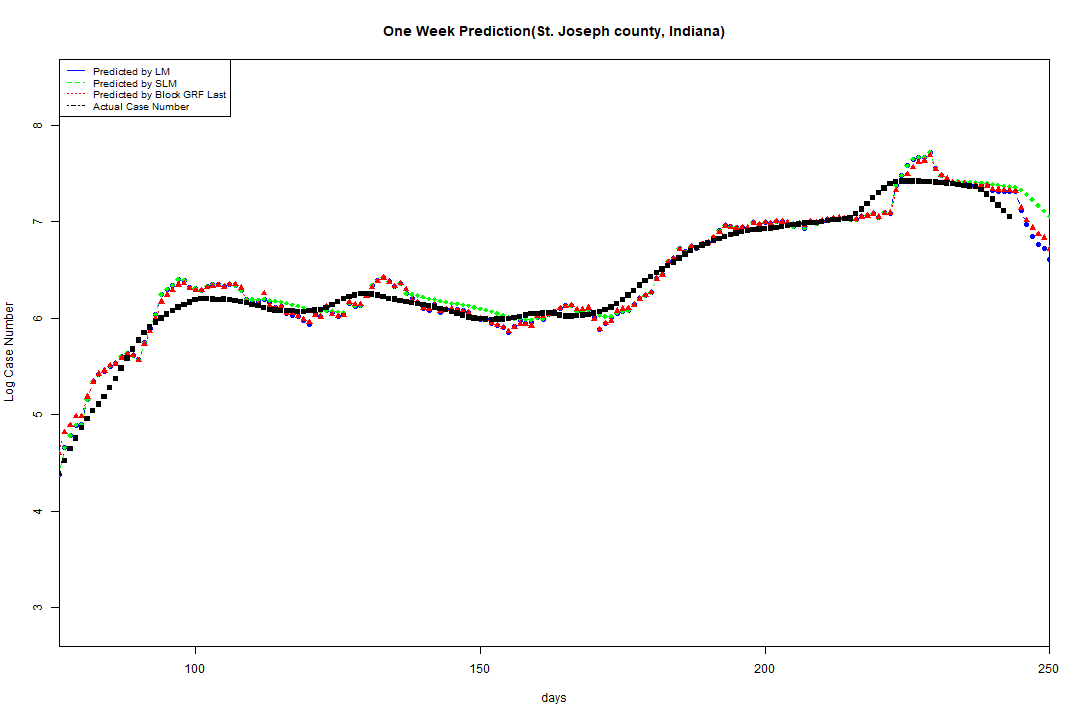 One Week Prediction(St. Joseph county, Indiana)
Predicted by LM
Predicted by SLM
Predicted by Block GRF Last
Actual Case Number
8
7
6
5
4
3
Log Case Number
100
150
200
250
days